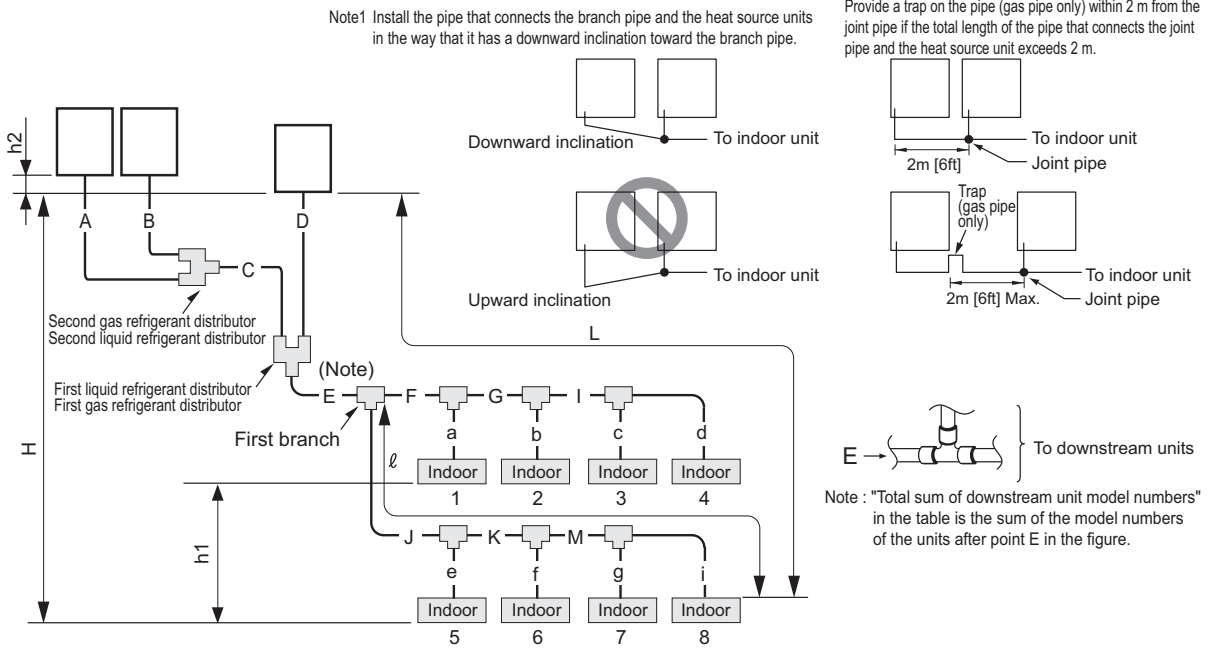 Note1 Install the pipe that connects the branch pipe and the heat source units
in the way that it has a downward inclination toward the branch pipe.
Provide a trap on the pipe (gas pipe only) within 2 m from the
joint pipe if the total length of the pipe that connects the joint
pipe and the heat source unit exceeds 2 m.
Downward inclination
To indoor unit
Upward inclination
To indoor unit
To indoor unit
2m [6ft]
Joint pipe
Trap
(gas pipe
only)
To indoor unit
2m [6ft] Max.
Joint pipe
h2
A
B
D
C
Second gas refrigerant distributor
Second liquid refrigerant distributor
First liquid refrigerant distributor
First gas refrigerant distributor
(Note)
L
E
F
G
I
First branch
a
b
c
d
ℓ
H
Indoor
Indoor
Indoor
Indoor
1
2
3
4
h1
J
K
M
e
f
g
i
Indoor
Indoor
Indoor
Indoor
5
6
7
8
E
To downstream units
Note : "Total sum of downstream unit model numbers"
in the table is the sum of the model numbers
of the units after point E in the figure.